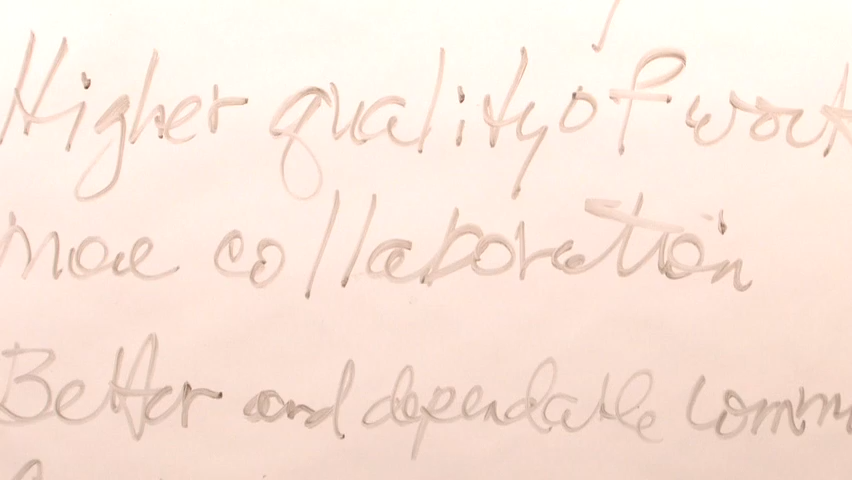 Higher quality of work
more collaboration
Better and dependable comm